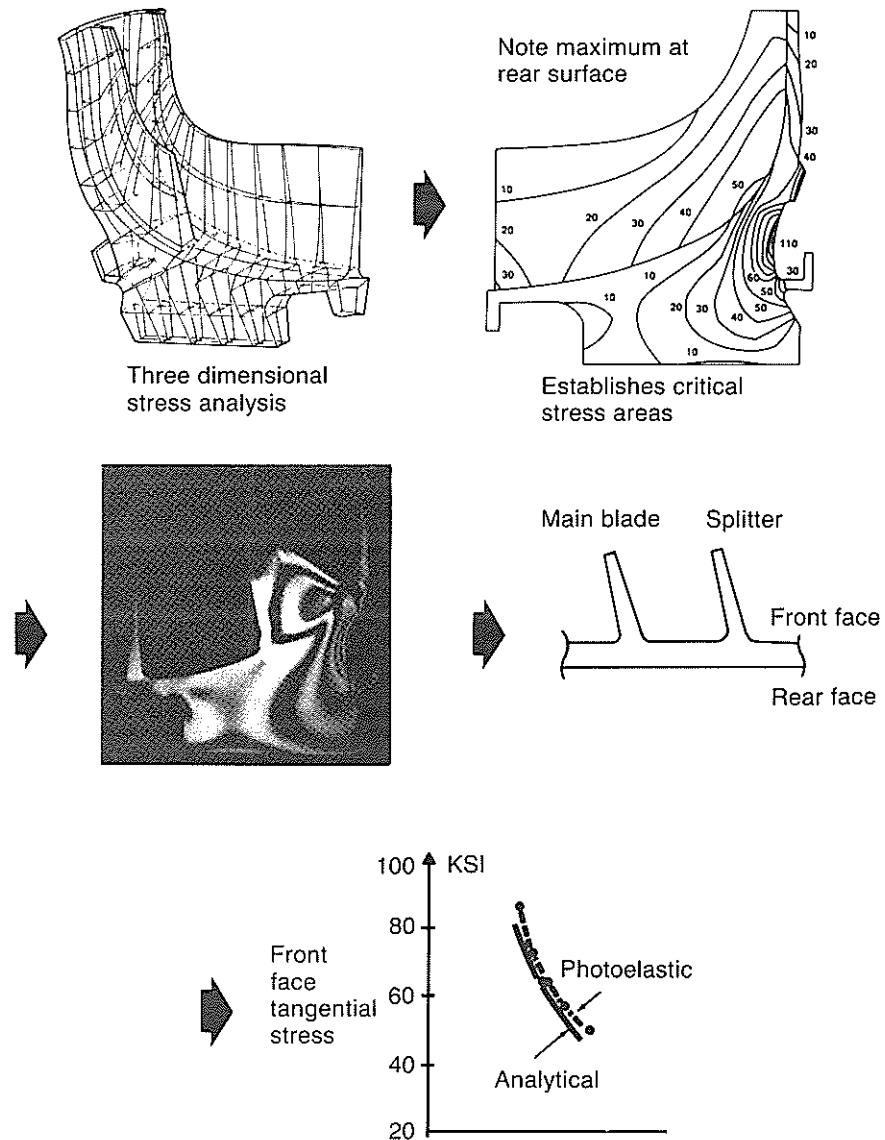 Note maximum at
rear surface
10
20
30
40
50
10
20
30
40
110
20
30
60
30
10
10
50
20
30
40
50
10
10
Three dimensional
stress analysis
Establishes critical
stress areas
Main blade
Splitter
Front face
Rear face
100
KSI
80
60
40
20
Front
face
tangential
stress
Photoelastic
Analytical